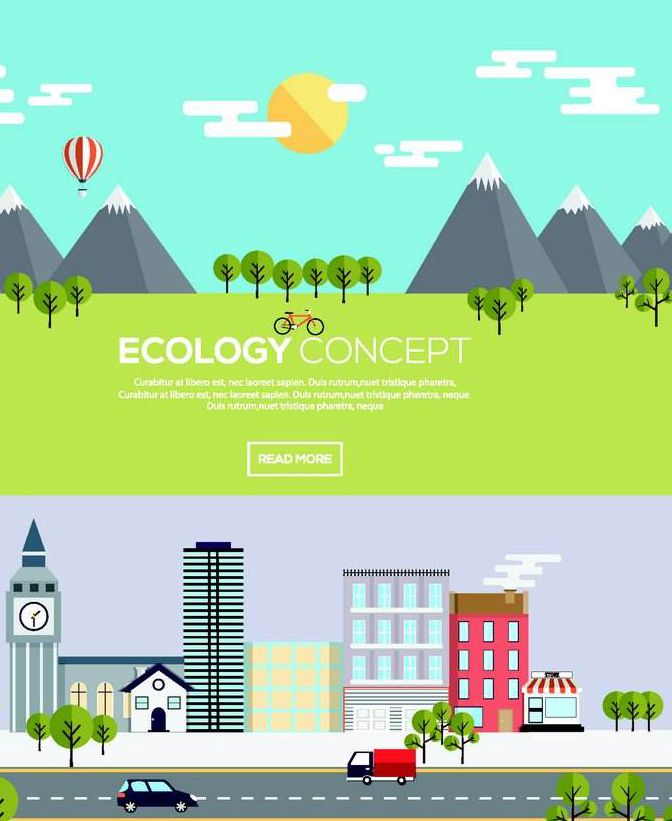 ECOLOGY CONCEPT
Curabitur at libero est, nec laoreet sapien. Duis rutrum,nuet tristique pharetra,
Curabitur at libero est, nec laoreet sapien. Duis rutrum,nuet tristique pharetra, neque
Duis rutrum,nuet tristique pharetra, neque
READ MORE
STORE